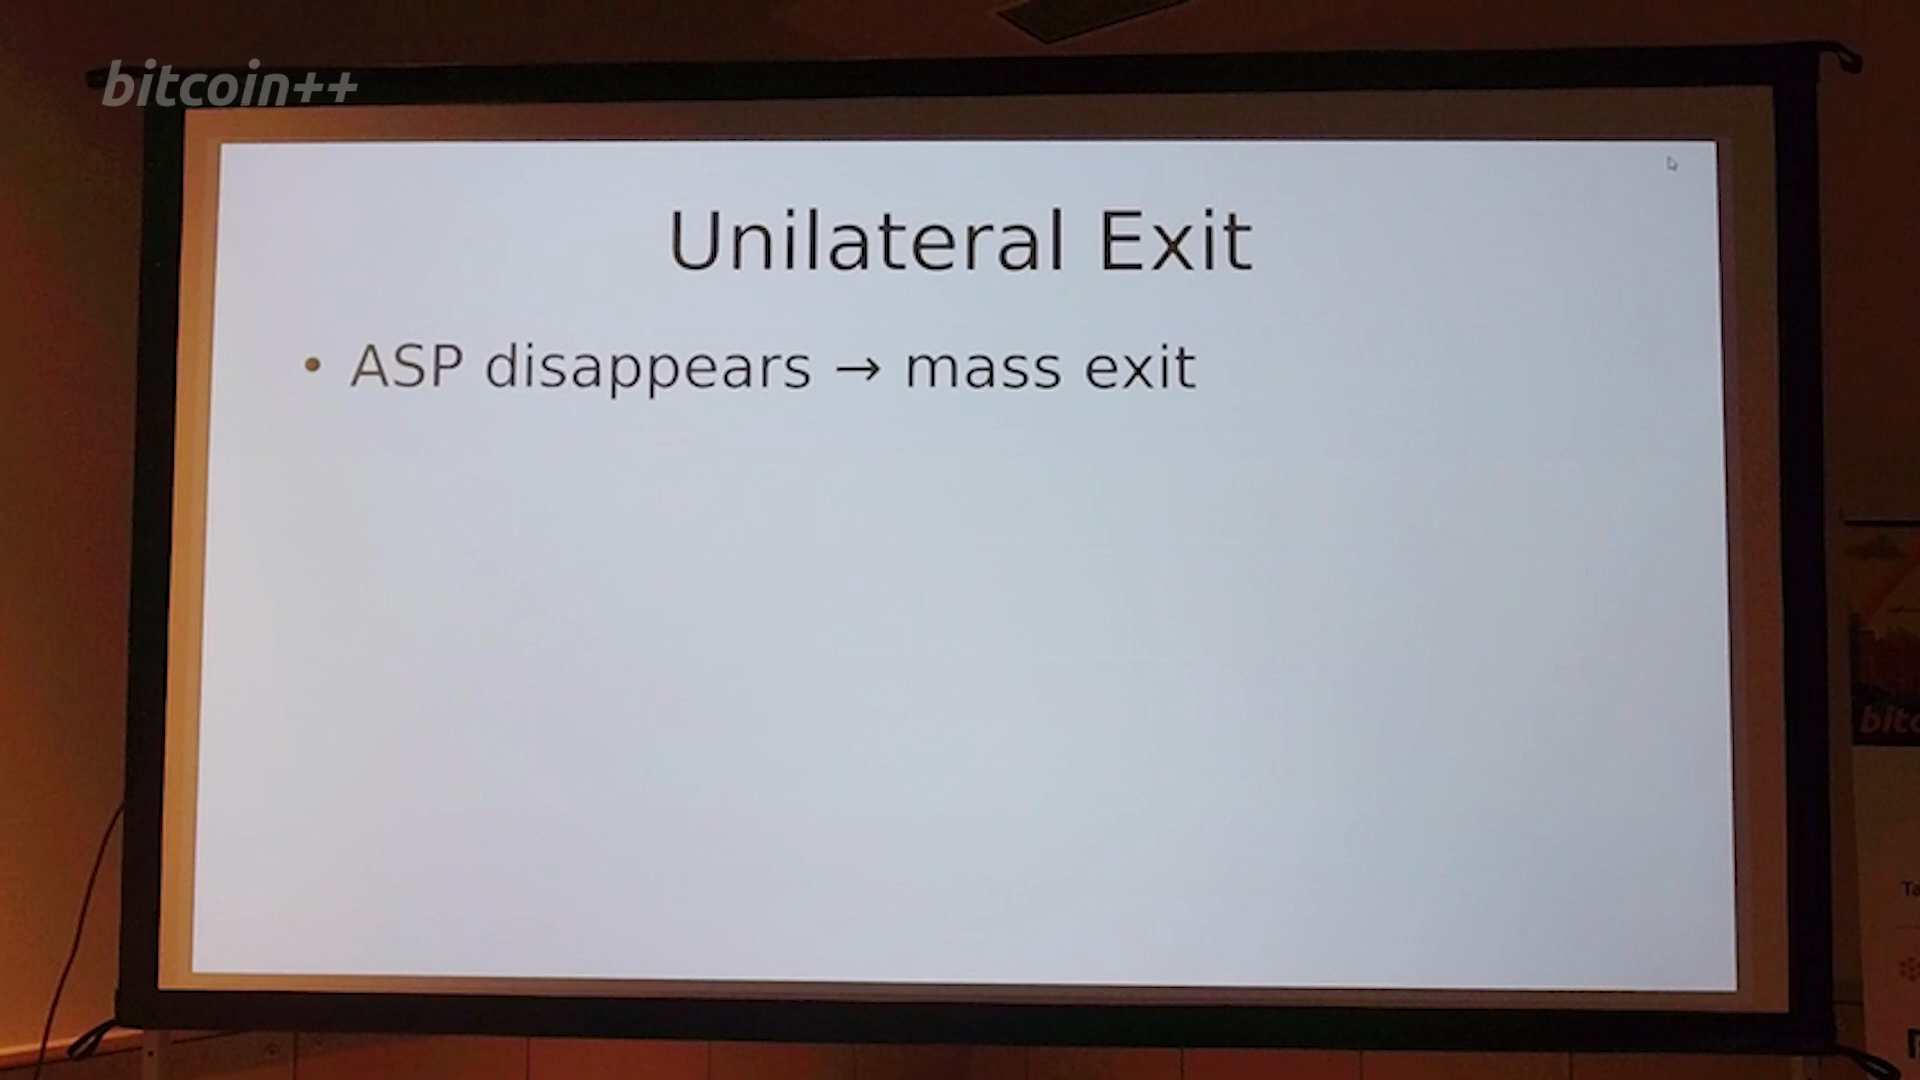 bitcoin++
Unilateral Exit
• ASP disappears → mass exit